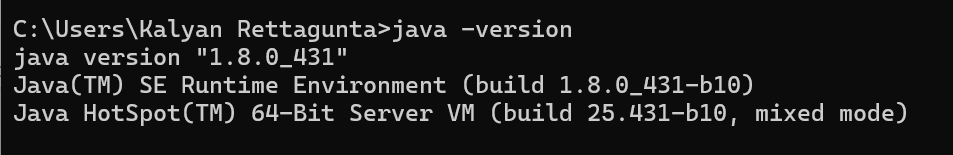 C:\Users\Kalyan Rettagunta>java -version
java version "1.8.0_431"
Java(TM) SE Runtime Environment (build 1.8.0_431-b10)
Java HotSpot(TM) 64-Bit Server VM (build 25.431-b10, mixed mode)